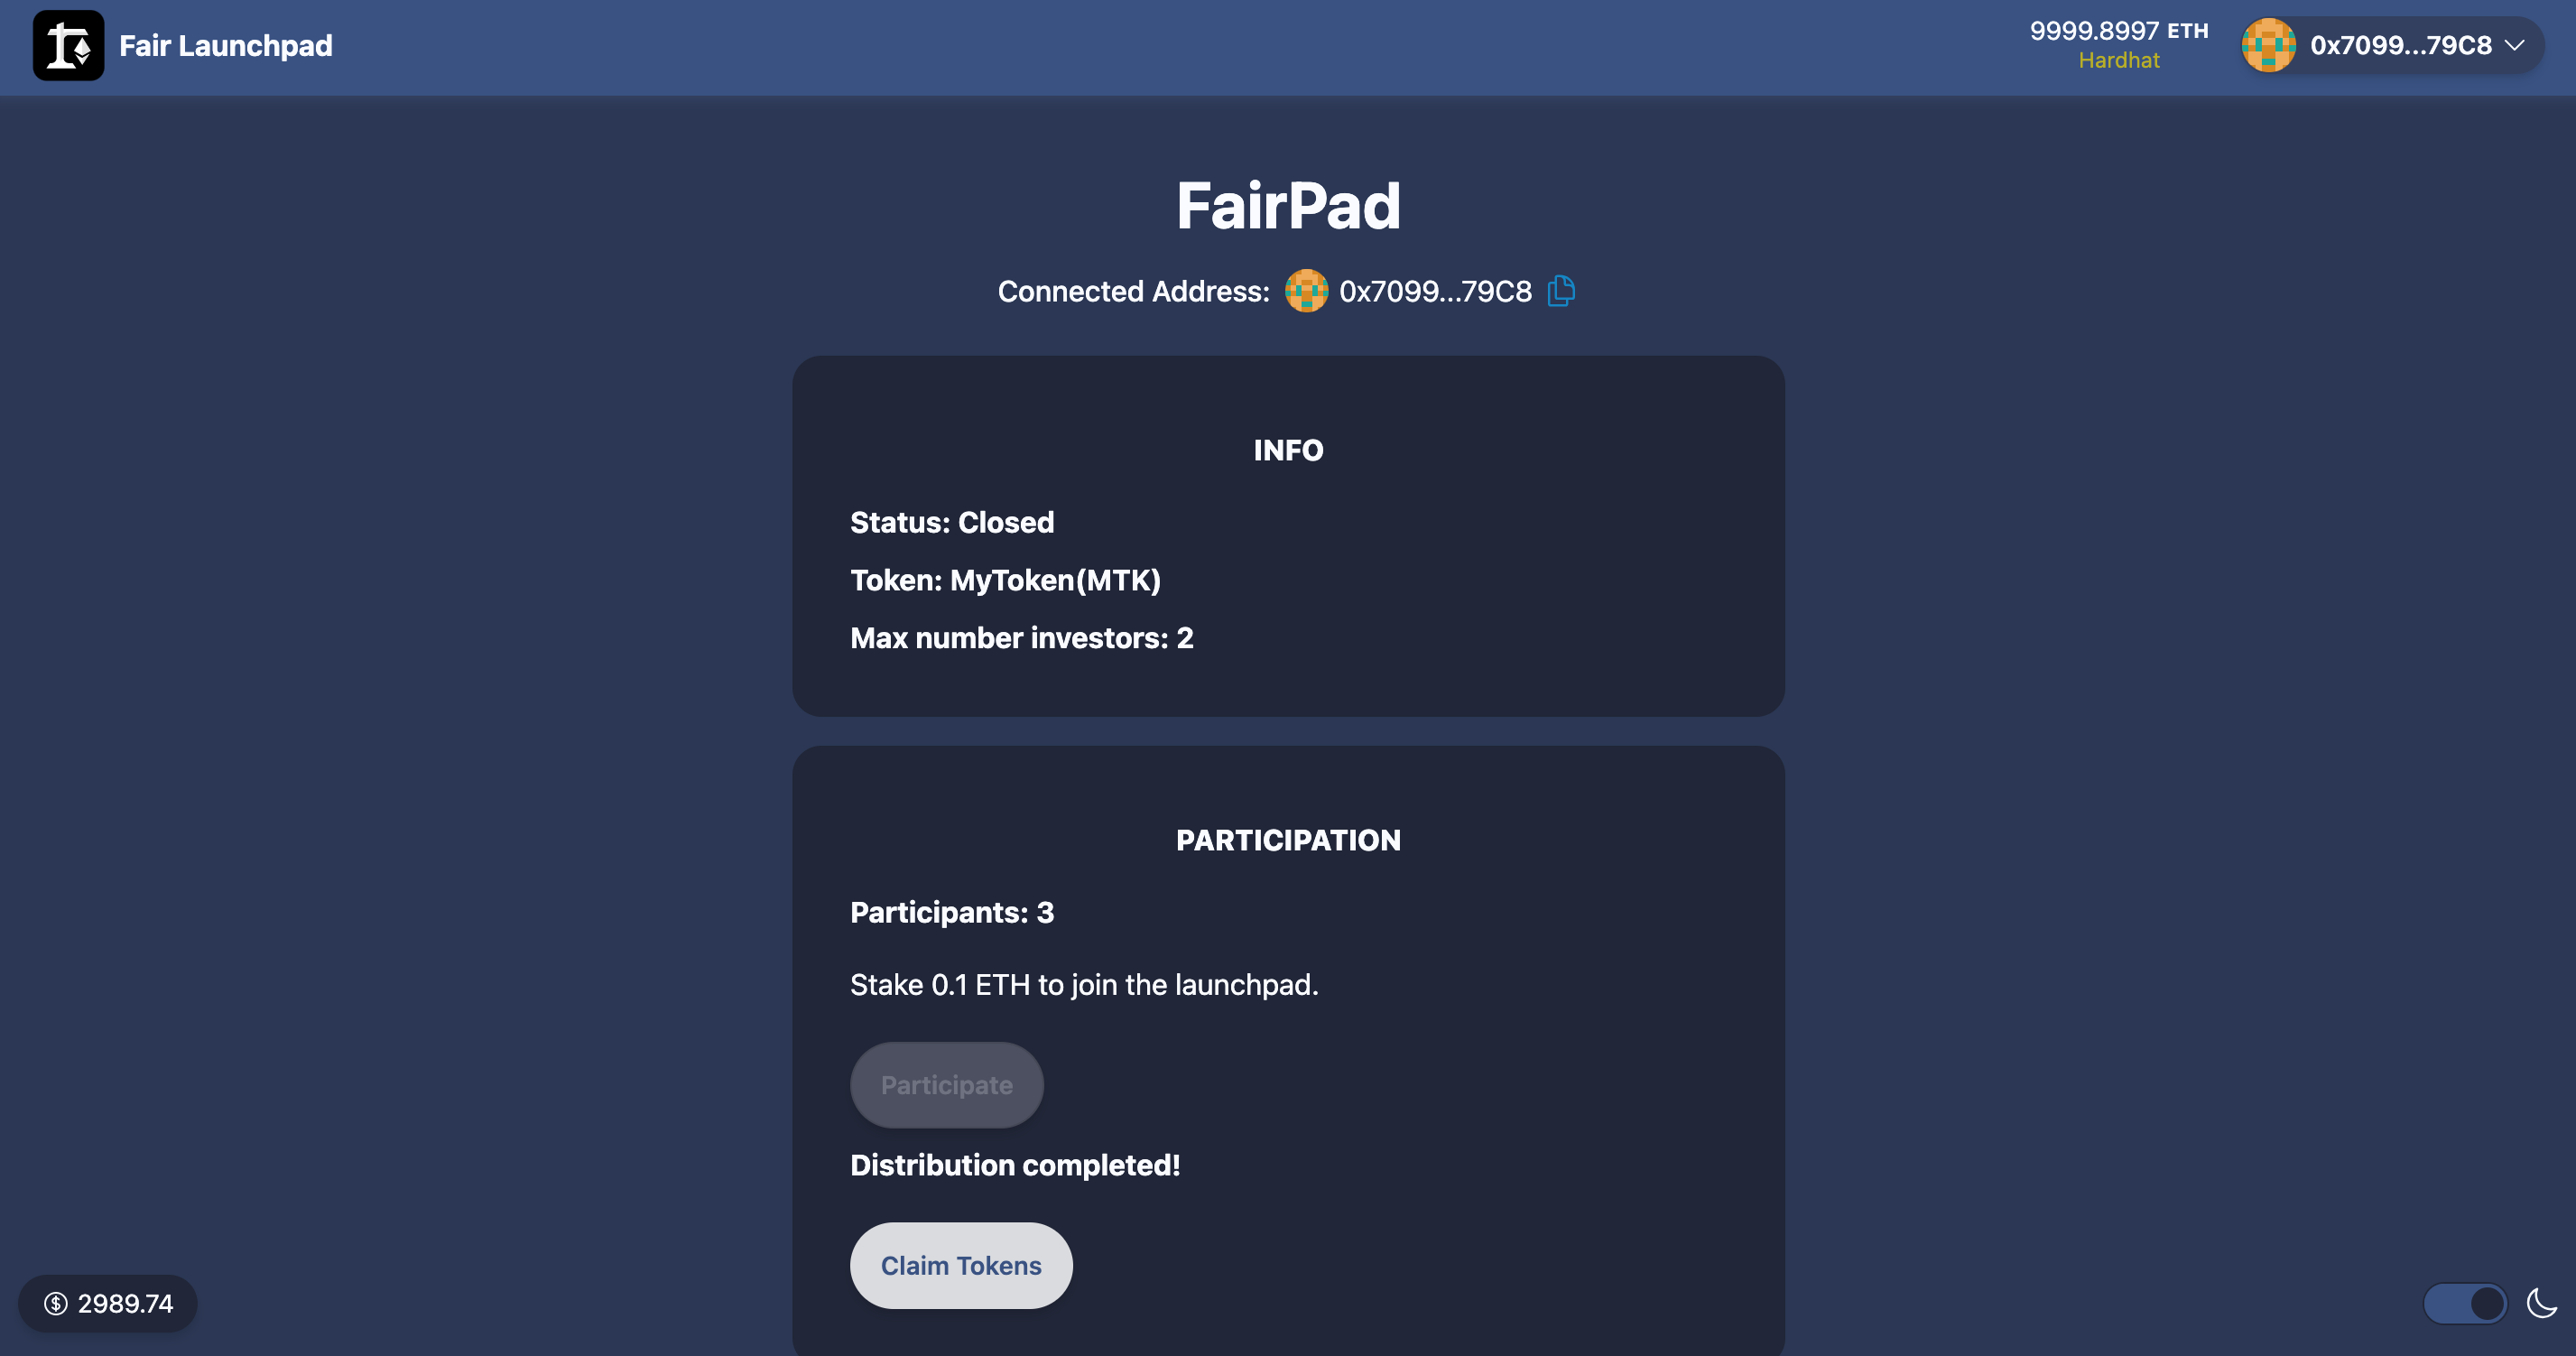 Fair Launchpad
9999.8997 ETH
Hardhat
0x7099...79C8
FairPad
Connected Address: 0x7099...79C8
INFO
Status: Closed
Token: MyToken(MTK)
Max number investors: 2
PARTICIPATION
Participants: 3
Stake 0.1 ETH to join the launchpad.
Participate
Distribution completed!
Claim Tokens
2989.74